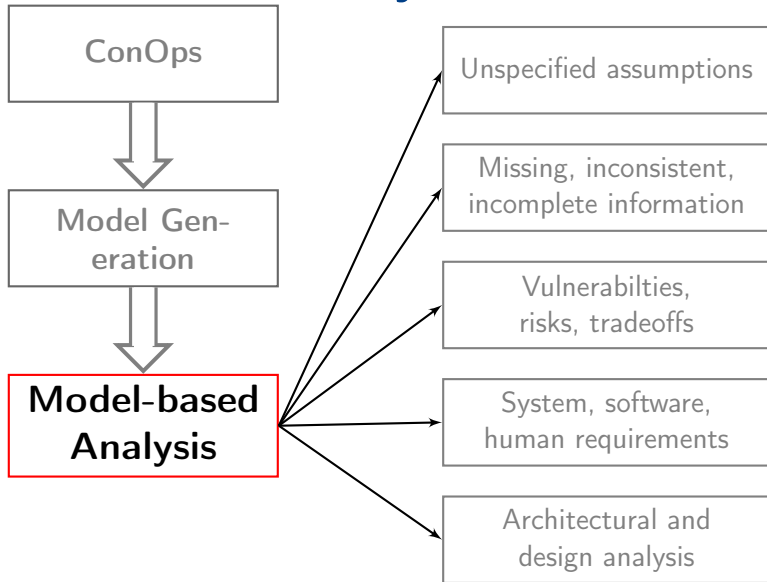 ConOps
Model Gen-
eration
Model-based
Analysis
Unspecified assumptions
Missing, inconsistent,
incomplete information
Vulnerabilties,
risks, tradeoffs
System, software,
human requirements
Architectural and
design analysis